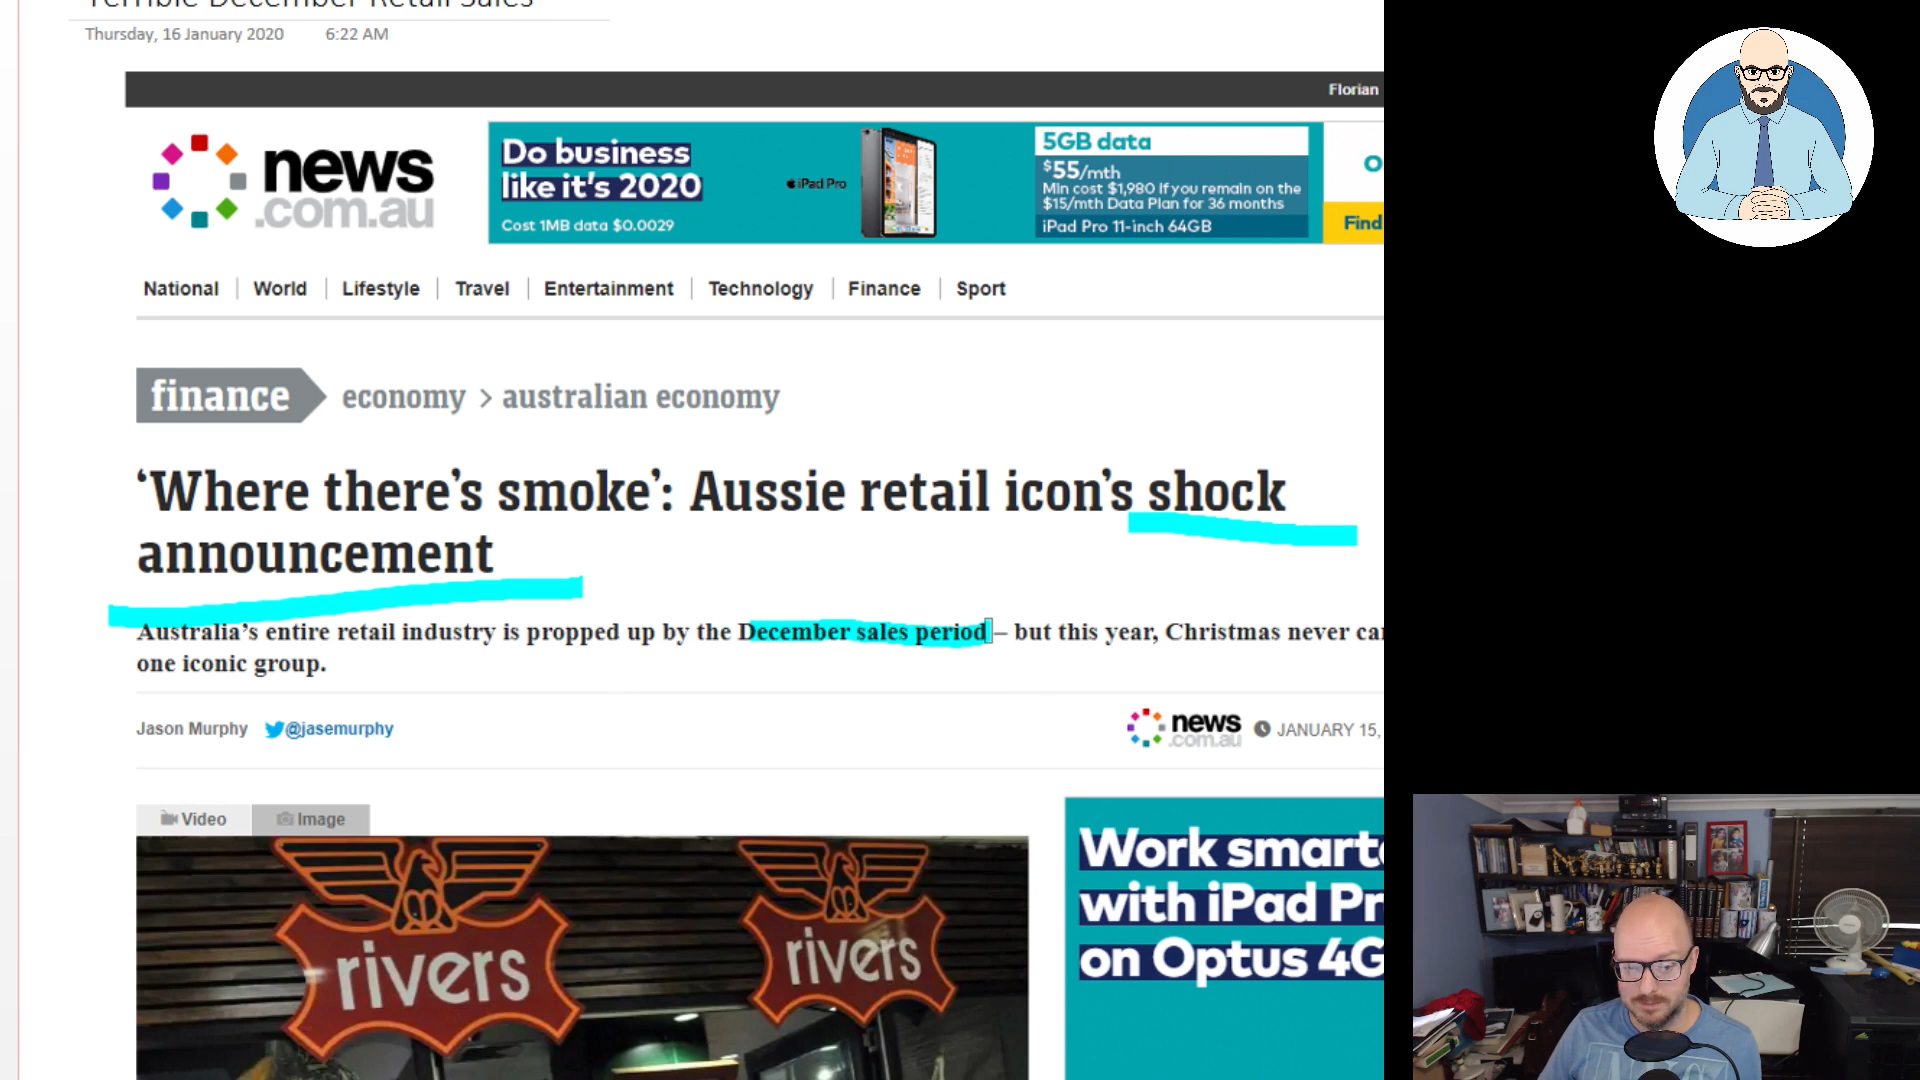 Terrible December Retail Sales
Thursday, 16 January 2020 6:22 AM
Florian
news
.com.au
Do business
like it's 2020
Cost 1MB data $0.0029
iPad Pro
5GB data
$55/mth
Min cost $1,980 If you remain on the
$15/mth Data Plan for 36 months
iPad Pro 11-inch 64GB
O
Find
National World Lifestyle Travel Entertainment Technology Finance Sport
finance economy > australian economy
‘Where there’s smoke’: Aussie retail icon’s shock
announcement
Australia’s entire retail industry is propped up by the December sales period – but this year, Christmas never
one iconic group.
Jason Murphy @jasemurphy
news
.com.au
JANUARY 15,
Video Image
rivers
rivers
Work smart
with iPad Pr
on Optus 4G